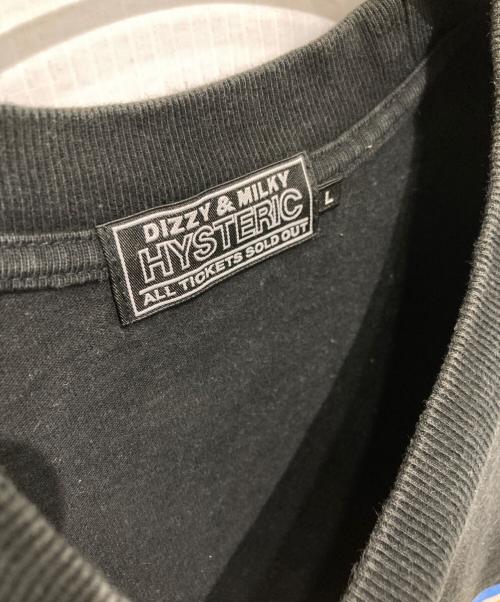 DIZZY & MILKY
HYSTERIC
ALL TICKETS SOLD OUT
L